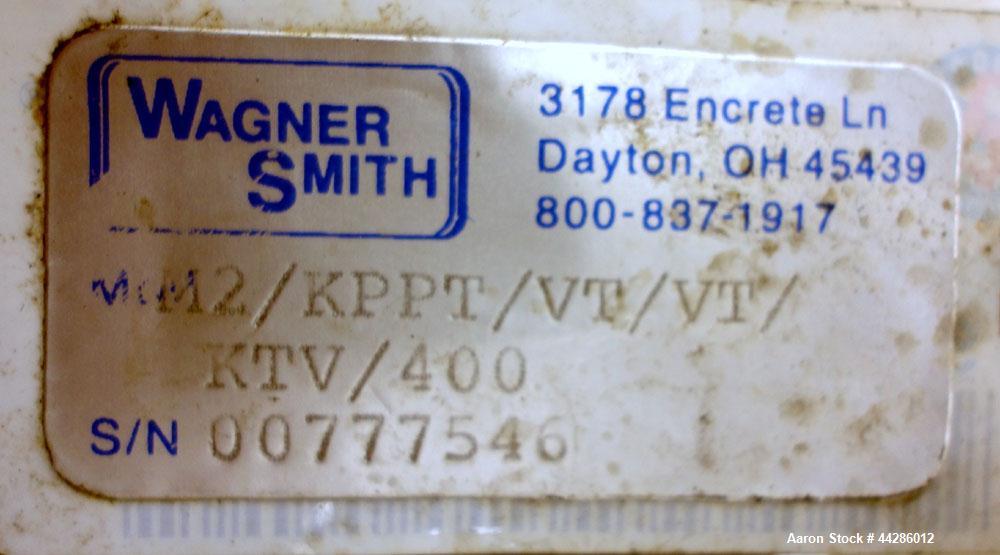 WAGNER
SMITH
3178 Encrete Ln
Dayton, OH 45439
800-837-1917
M2/KPPT/VT/VT/
KTV/400
S/N 00777546
Aaron Stock # 44286012